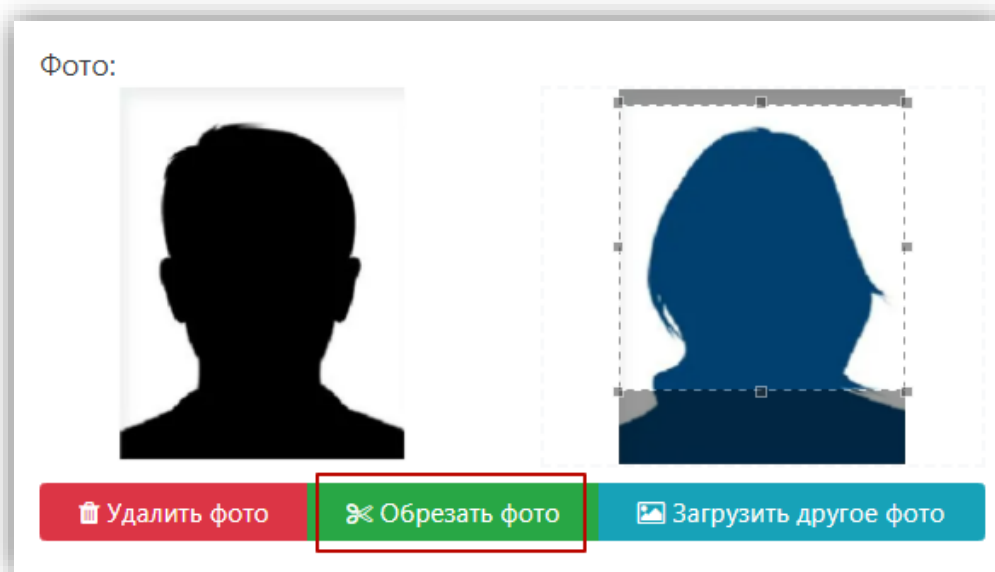 Фото:
Удалить фото
Обрезать фото
Загрузить другое фото